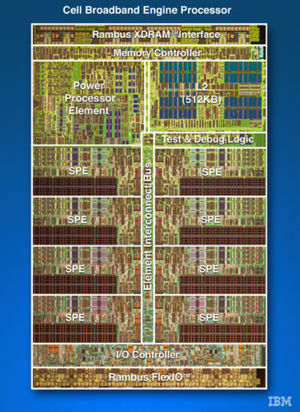 Cell Broadband Engine Processor
Rambus XDRAM™ Interface
Memory Controller
Power
Processor
Element
L2
(512KB)
Test & Debug Logic
Element Interconnect Bus
SPE
SPE
SPE
SPE
SPE
SPE
SPE
SPE
I/O Controller
Rambus FlexIO™
IBM